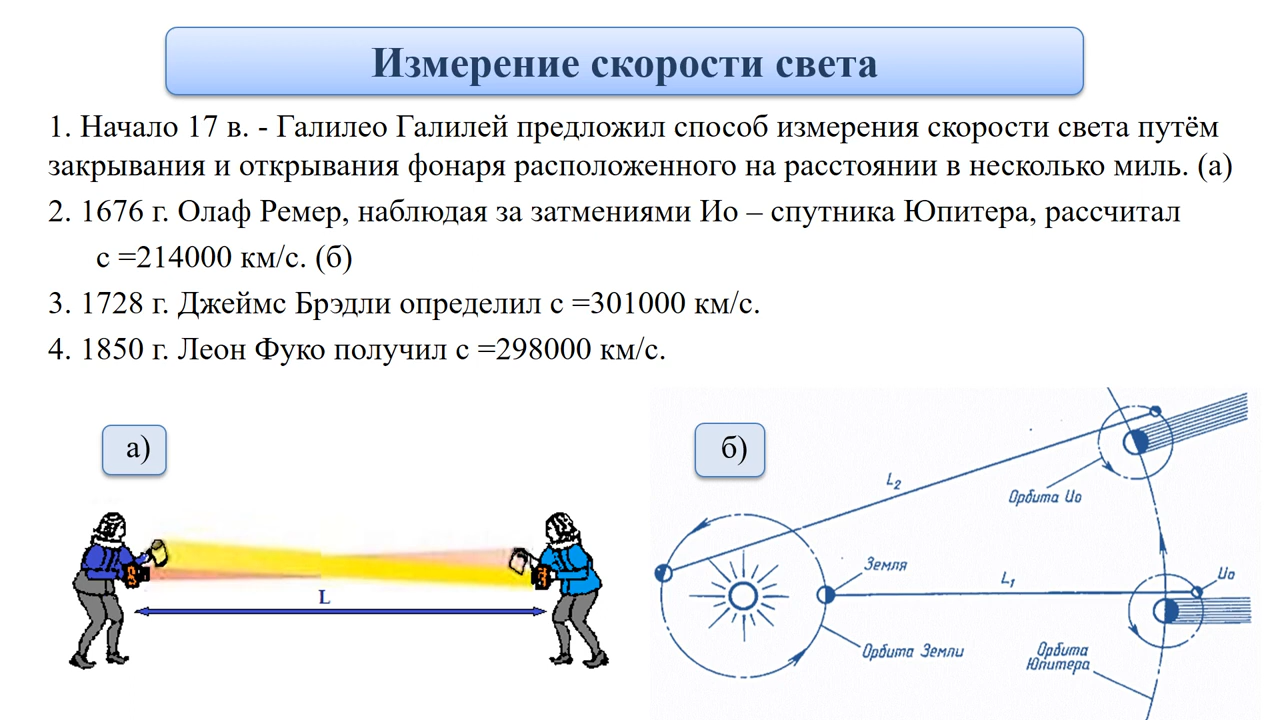 Измерение скорости света
1. Начало 17 в. - Галилео Галилей предложил способ измерения скорости света путём
закрывания и открывания фонаря расположенного на расстоянии в несколько миль. (а)
2. 1676 г. Олаф Ремер, наблюдая за затмениями Ио – спутника Юпитера, рассчитал
с =214000 км/с. (б)
3. 1728 г. Джеймс Брэдли определил с =301000 км/с.
4. 1850 г. Леон Фуко получил с =298000 км/с.
а)
L
б)
L2
Орбита Ио
Земля
L1
Ио
Орбита Земли
Орбита
Юпитера